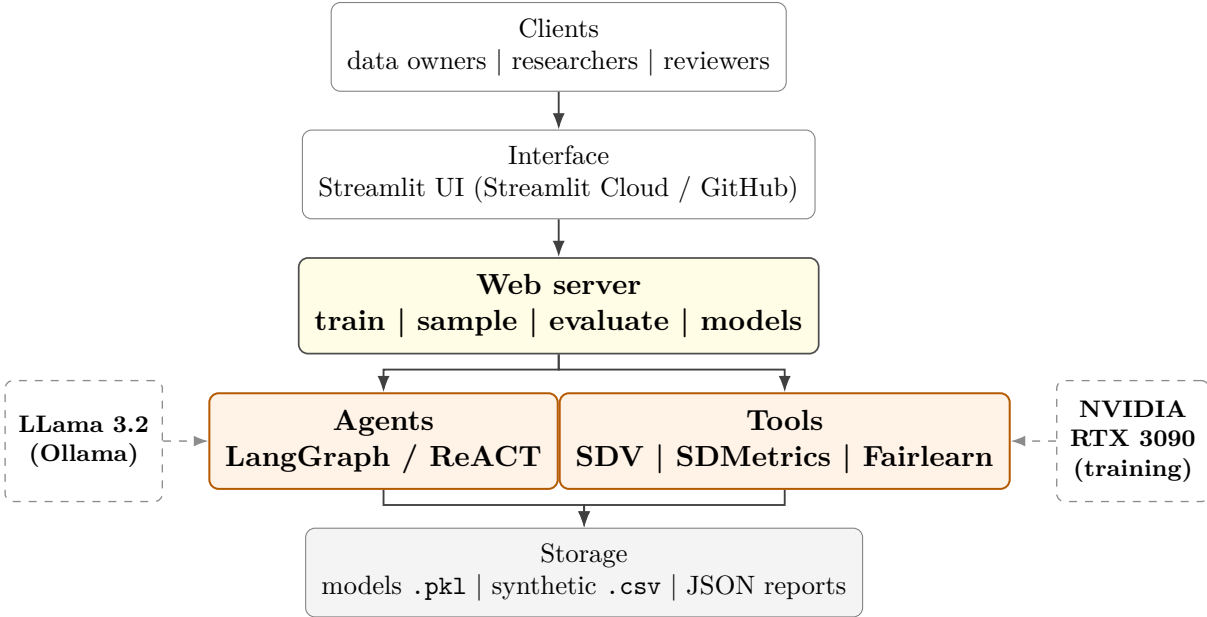 Clients
data owners | researchers | reviewers
Interface
Streamlit UI (Streamlit Cloud / GitHub)
Web server
train | sample | evaluate | models
LLama 3.2
(Ollama)
Agents
LangGraph / ReACT
Tools
SDV | SDMetrics | Fairlearn
NVIDIA
RTX 3090
(training)
Storage
models .pkl | synthetic .csv | JSON reports